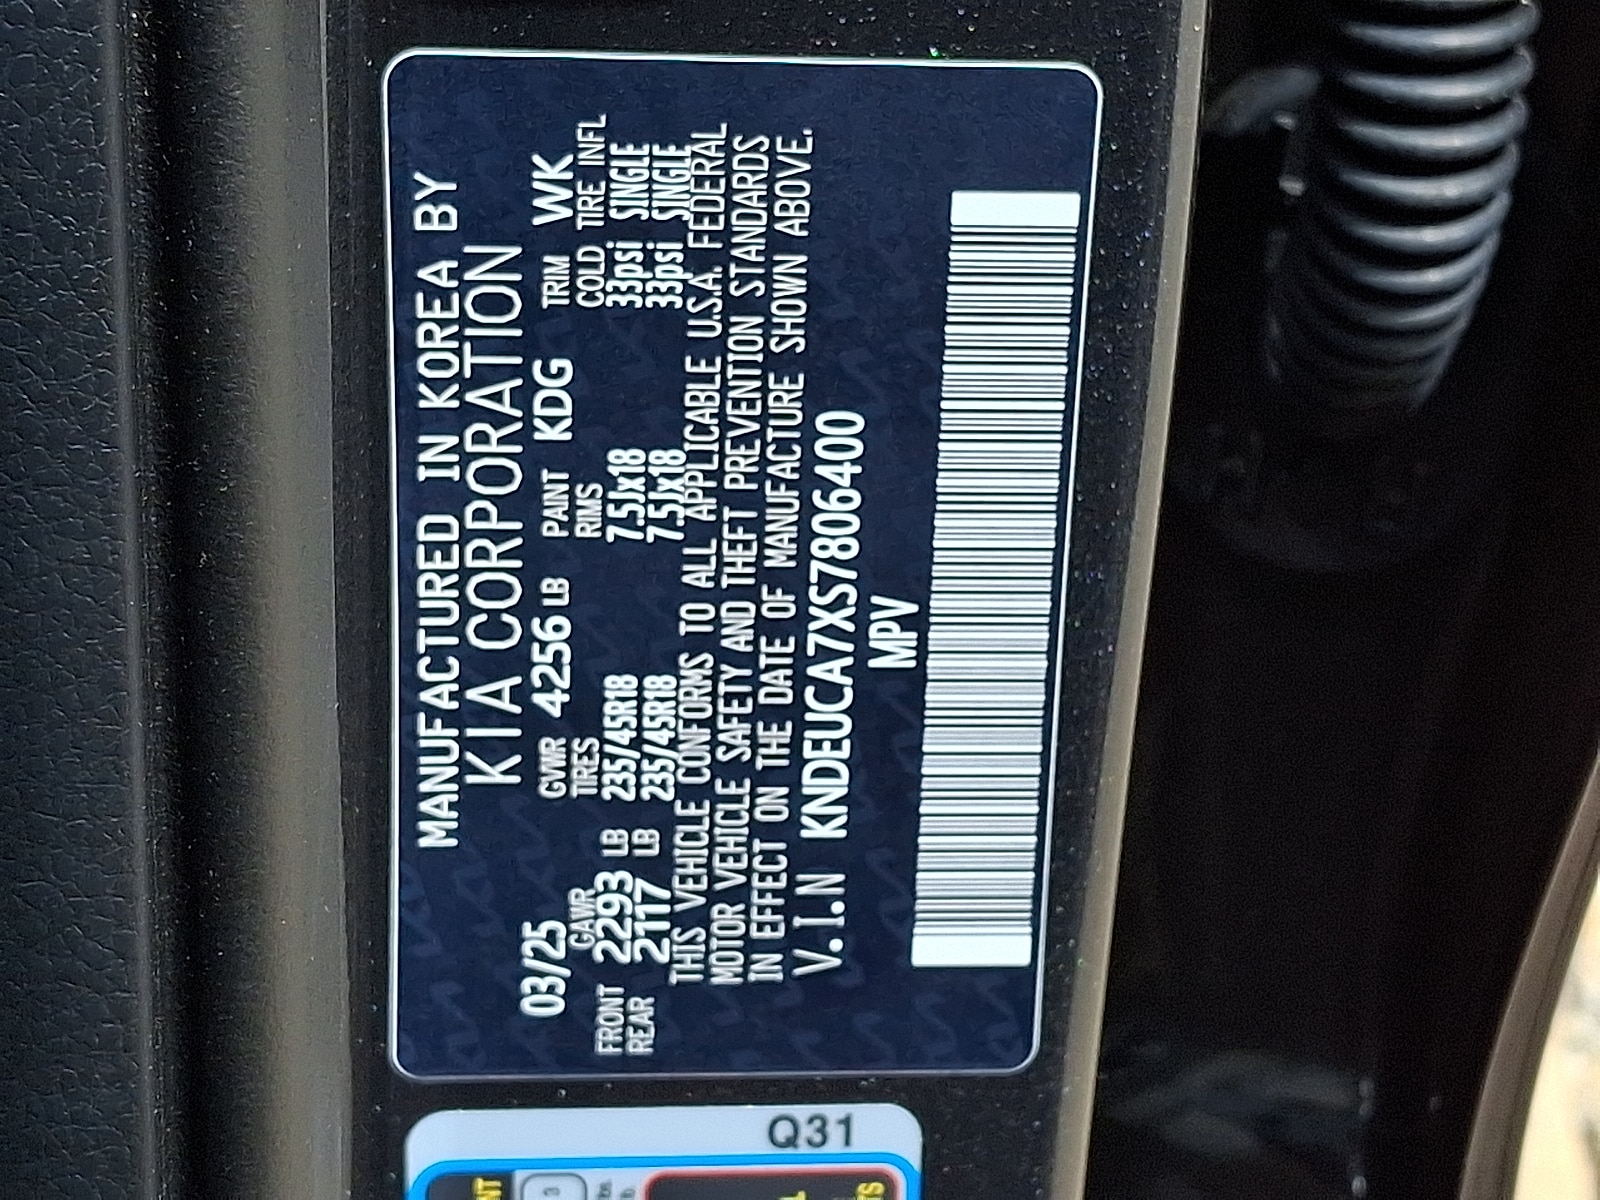 MANUFACTURED IN KOREA BY
KIA CORPORATION
03/25 GVWR 4256 LB PAINT KDG TRIM WK
GAWR TIRES RIMS COLD TIRE INFL
FRONT 2293 LB 235/45R18 7.5Jx18 33psi SINGLE
REAR 2117 LB 235/45R18 7.5Jx18 33psi SINGLE
THIS VEHICLE CONFORMS TO ALL APPLICABLE U.S.A. FEDERAL
MOTOR VEHICLE SAFETY AND THEFT PREVENTION STANDARDS
IN EFFECT ON THE DATE OF MANUFACTURE SHOWN ABOVE.
V.I.N KNDEUCA7XS7806400
MPV
Q31